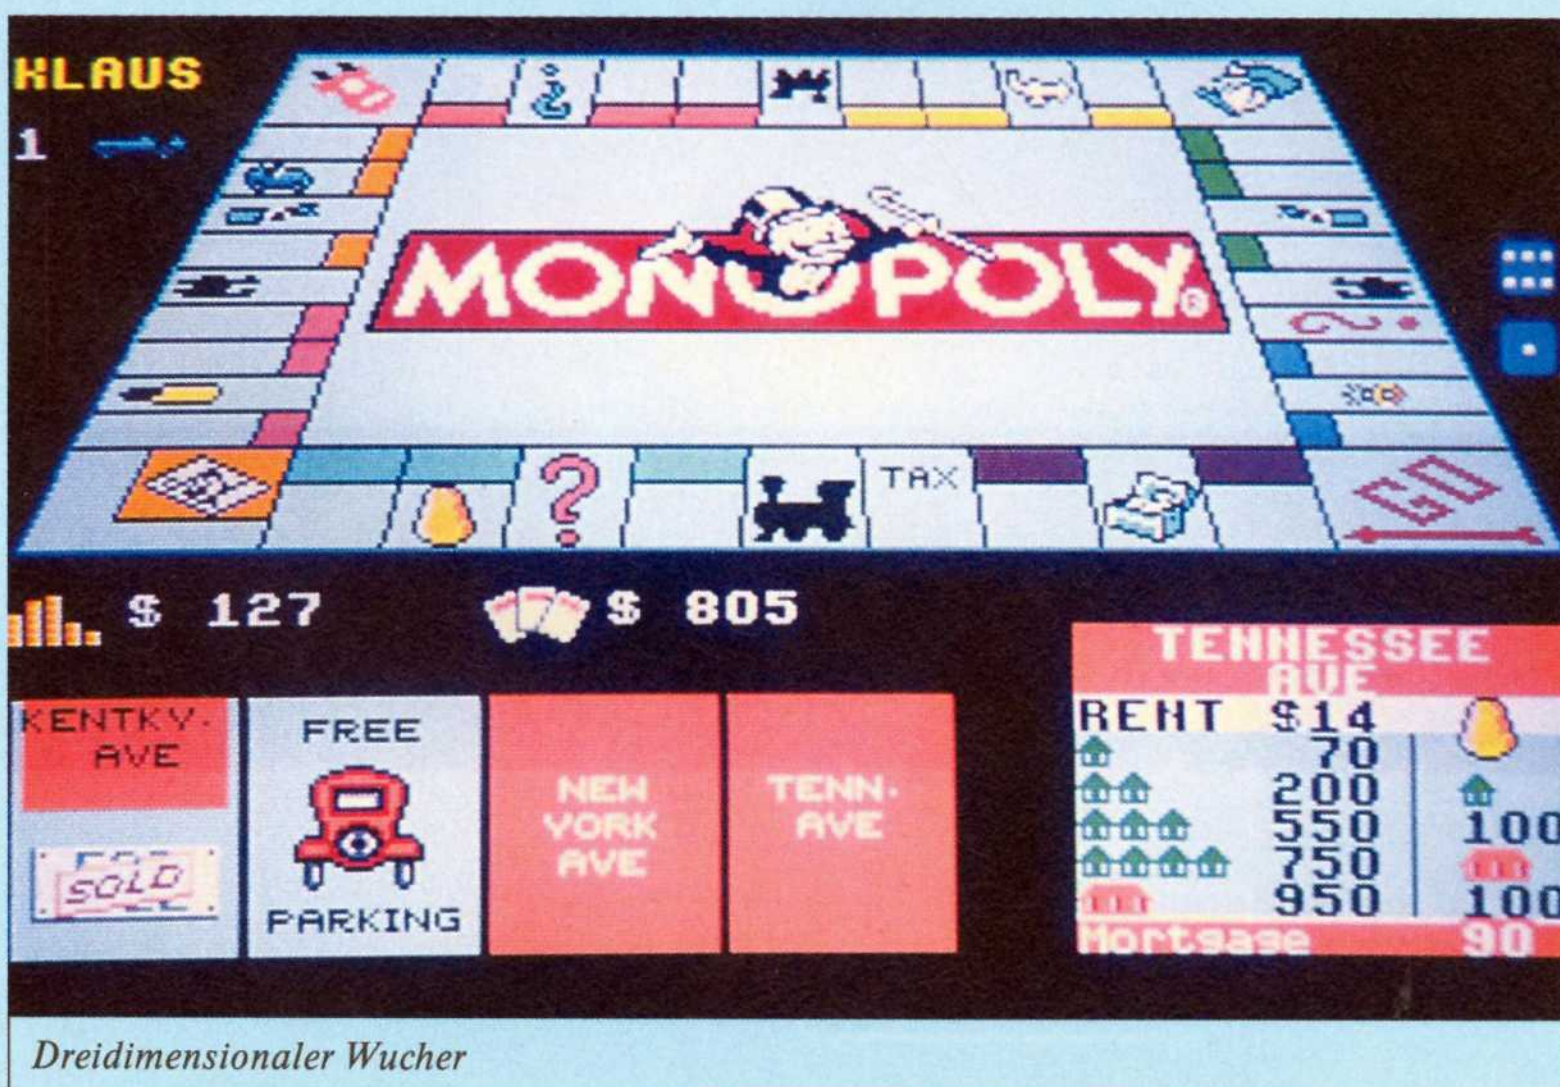 KLAUS
1
MONOPOLY®
TAX
GO
$ 127
$ 805
KENTKY.
AVE
SOLD
FREE
PARKING
NEW
YORK
AVE
TENN.
AVE
TENNESSEE
AVE
RENT $14
70
200
550 100
750
950 100
Mortgage 90
Dreidimensionaler Wucher